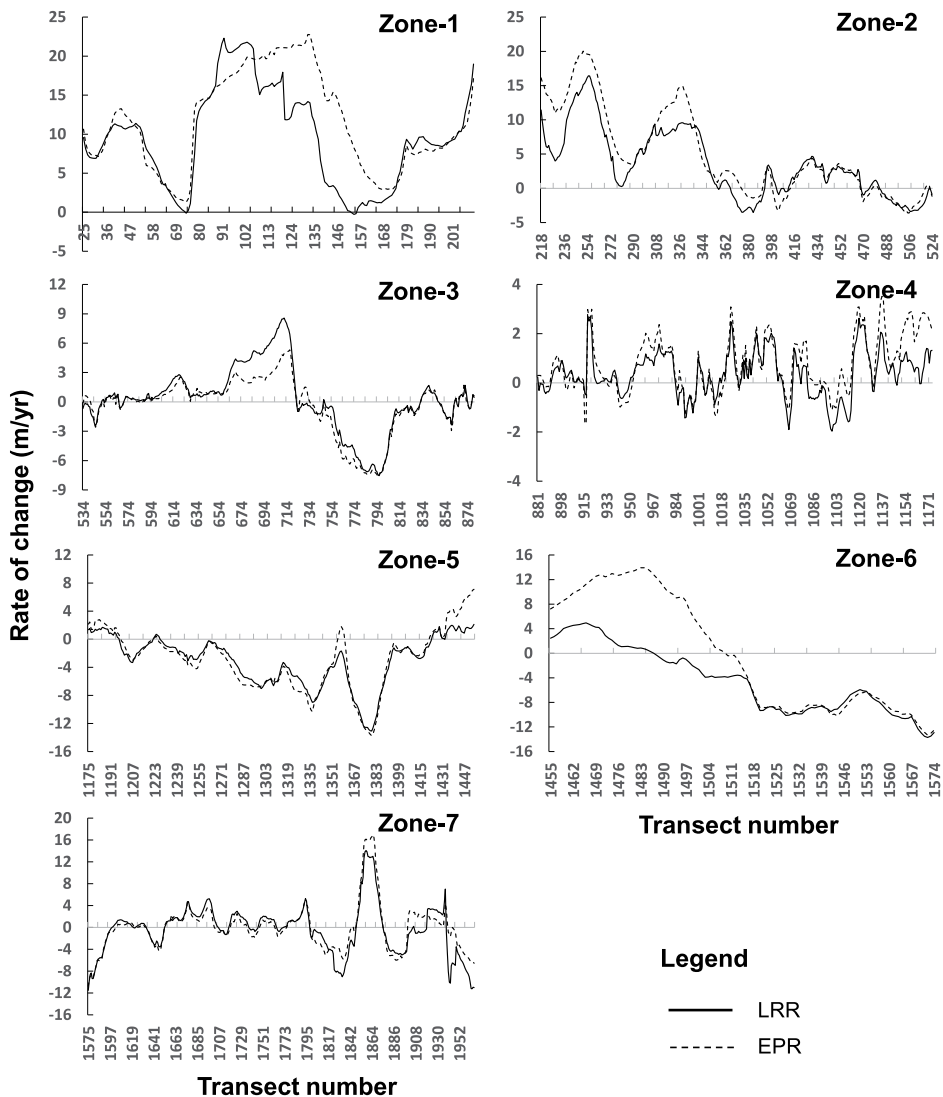 Zone-1
25
20
15
10
5
0
-5
25 36 47 58 69 80 91 102 113 124 135 146 157 168 179 190 201
Zone-2
25
20
15
10
5
0
-5
218 236 254 272 290 308 326 344 362 380 398 416 434 452 470 488 506 524
Zone-3
12
9
6
3
0
-3
-6
-9
534 554 574 594 614 634 654 674 694 714 734 754 774 794 814 834 854 874
Zone-4
4
2
0
-2
-4
881 898 915 933 950 967 984 1001 1018 1035 1052 1069 1086 1103 1120 1137 1154 1171
Rate of change (m/yr)
Zone-5
12
8
4
0
-4
-8
-12
-16
1175 1191 1207 1223 1239 1255 1287 1303 1319 1335 1351 1367 1383 1399 1415 1431 1447
Zone-6
16
12
8
4
0
-4
-8
-12
-16
1455 1462 1469 1476 1483 1490 1497 1504 1511 1518 1525 1532 1539 1546 1553 1560 1567 1574
Transect number
Zone-7
20
16
12
8
4
0
-4
-8
-12
-16
1575 1597 1619 1641 1663 1685 1707 1729 1751 1773 1795 1820 1842 1864 1886 1908 1930 1952
Transect number
Legend
LRR
EPR